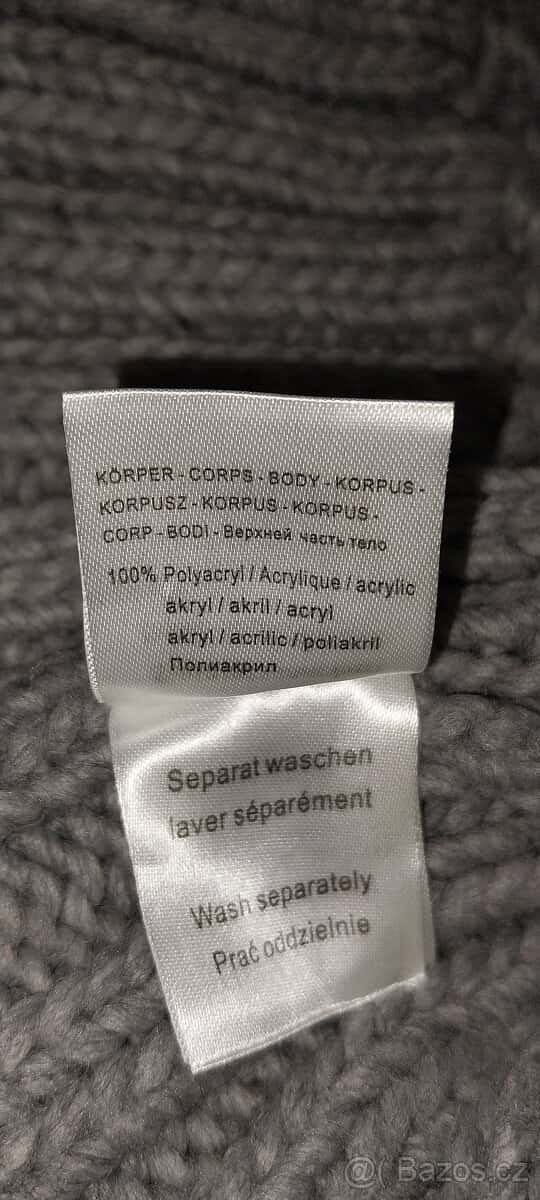 KÖRPER - CORPS - BODY - KORPUS -
KORPUSZ - KORPUS - KORPUS -
CORP - BODI - Верхней часть тело
100% Polyacryl / Acrylique / acrylic
akryl / akril / acryl
akryl / acrilic / poliakril
Полиакрил
Separat waschen
laver séparément
Wash separately
Prać oddzielnie
@ Bazos.cz